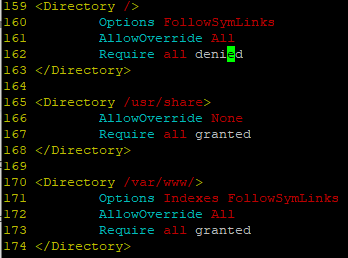 159 <Directory />
160         Options FollowSymLinks
161         AllowOverride All
162         Require all denied
163 </Directory>
164
165 <Directory /usr/share>
166         AllowOverride None
167         Require all granted
168 </Directory>
169
170 <Directory /var/www/>
171         Options Indexes FollowSymLinks
172         AllowOverride All
173         Require all granted
174 </Directory>